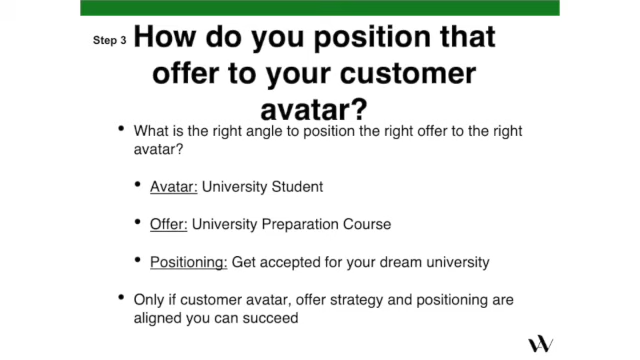 Step 3
How do you position that
offer to your customer
avatar?
• What is the right angle to position the right offer to the right
avatar?
• Avatar: University Student
• Offer: University Preparation Course
• Positioning: Get accepted for your dream university
• Only if customer avatar, offer strategy and positioning are
aligned you can succeed